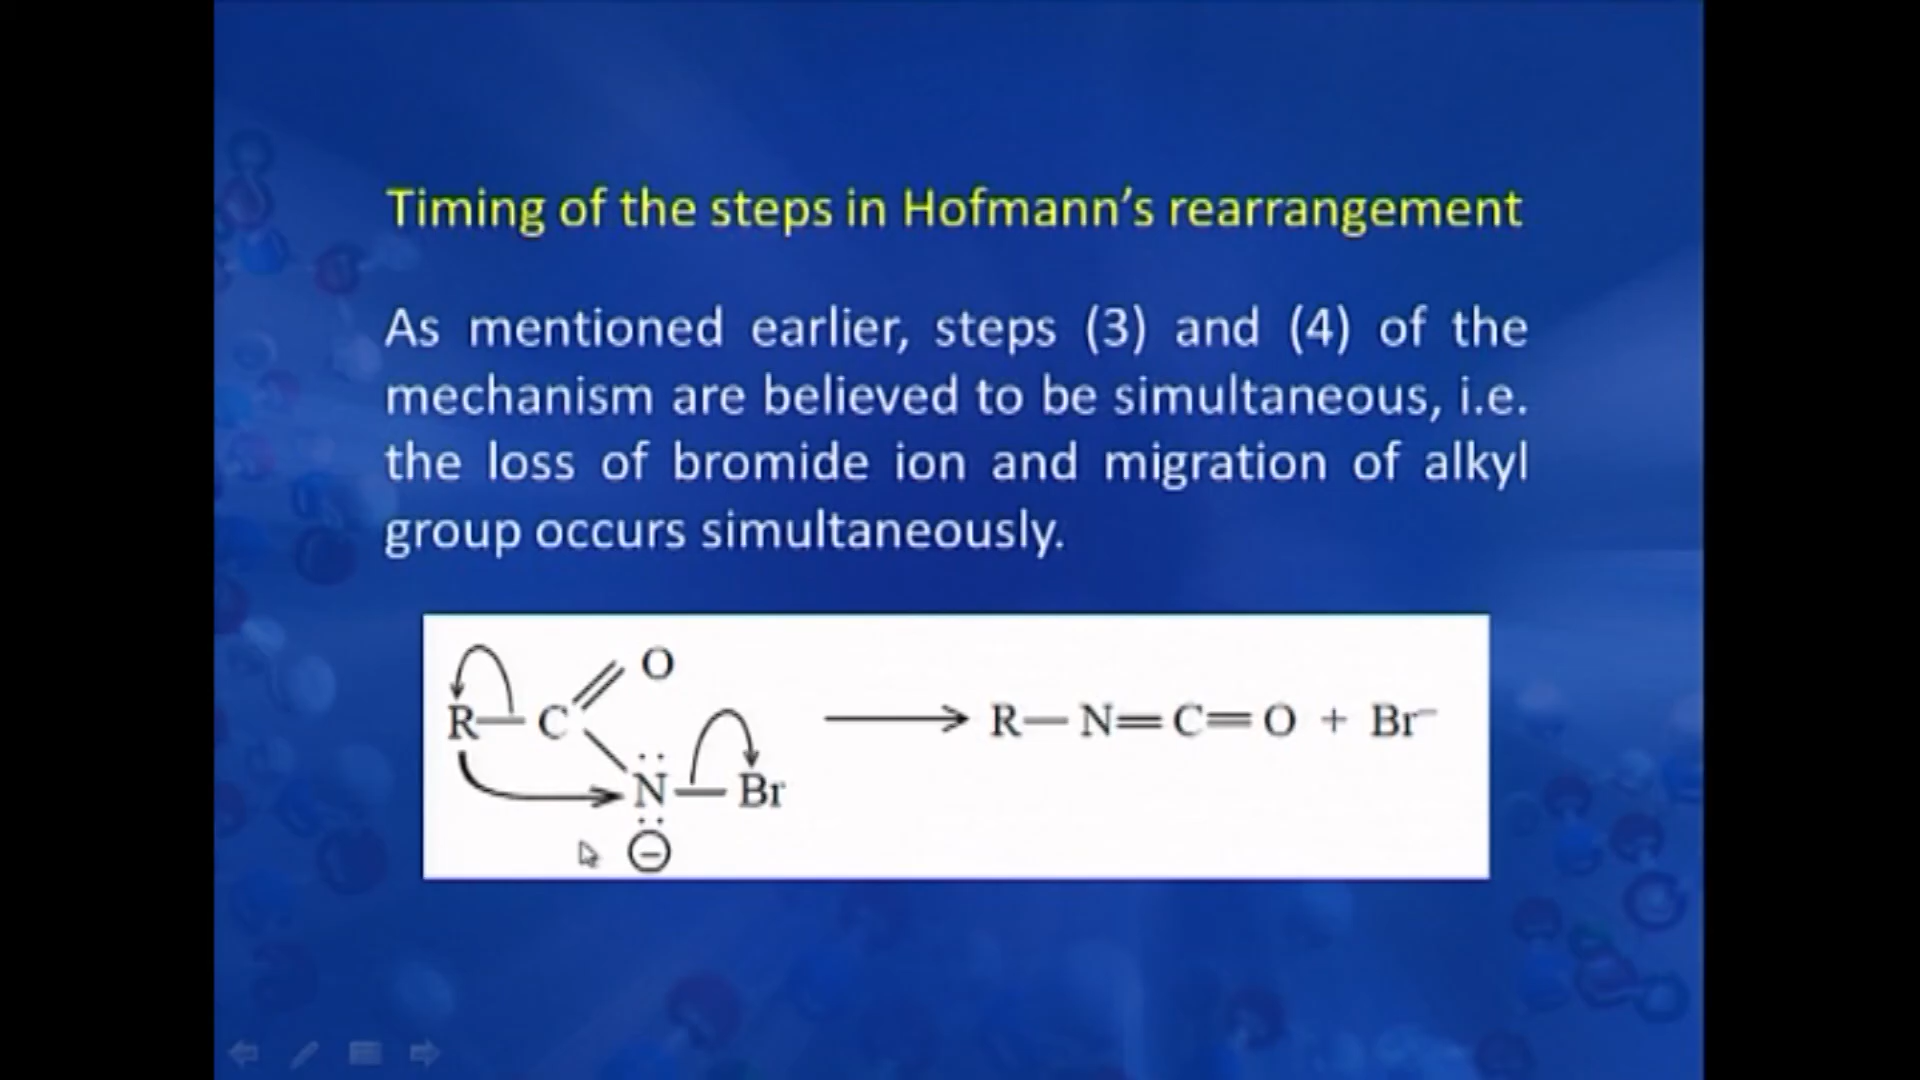 Timing of the steps in Hofmann’s rearrangement
As mentioned earlier, steps (3) and (4) of the
mechanism are believed to be simultaneous, i.e.
the loss of bromide ion and migration of alkyl
group occurs simultaneously.
O
R—C
N—Br
⊖
R—N=C=O + Br⁻